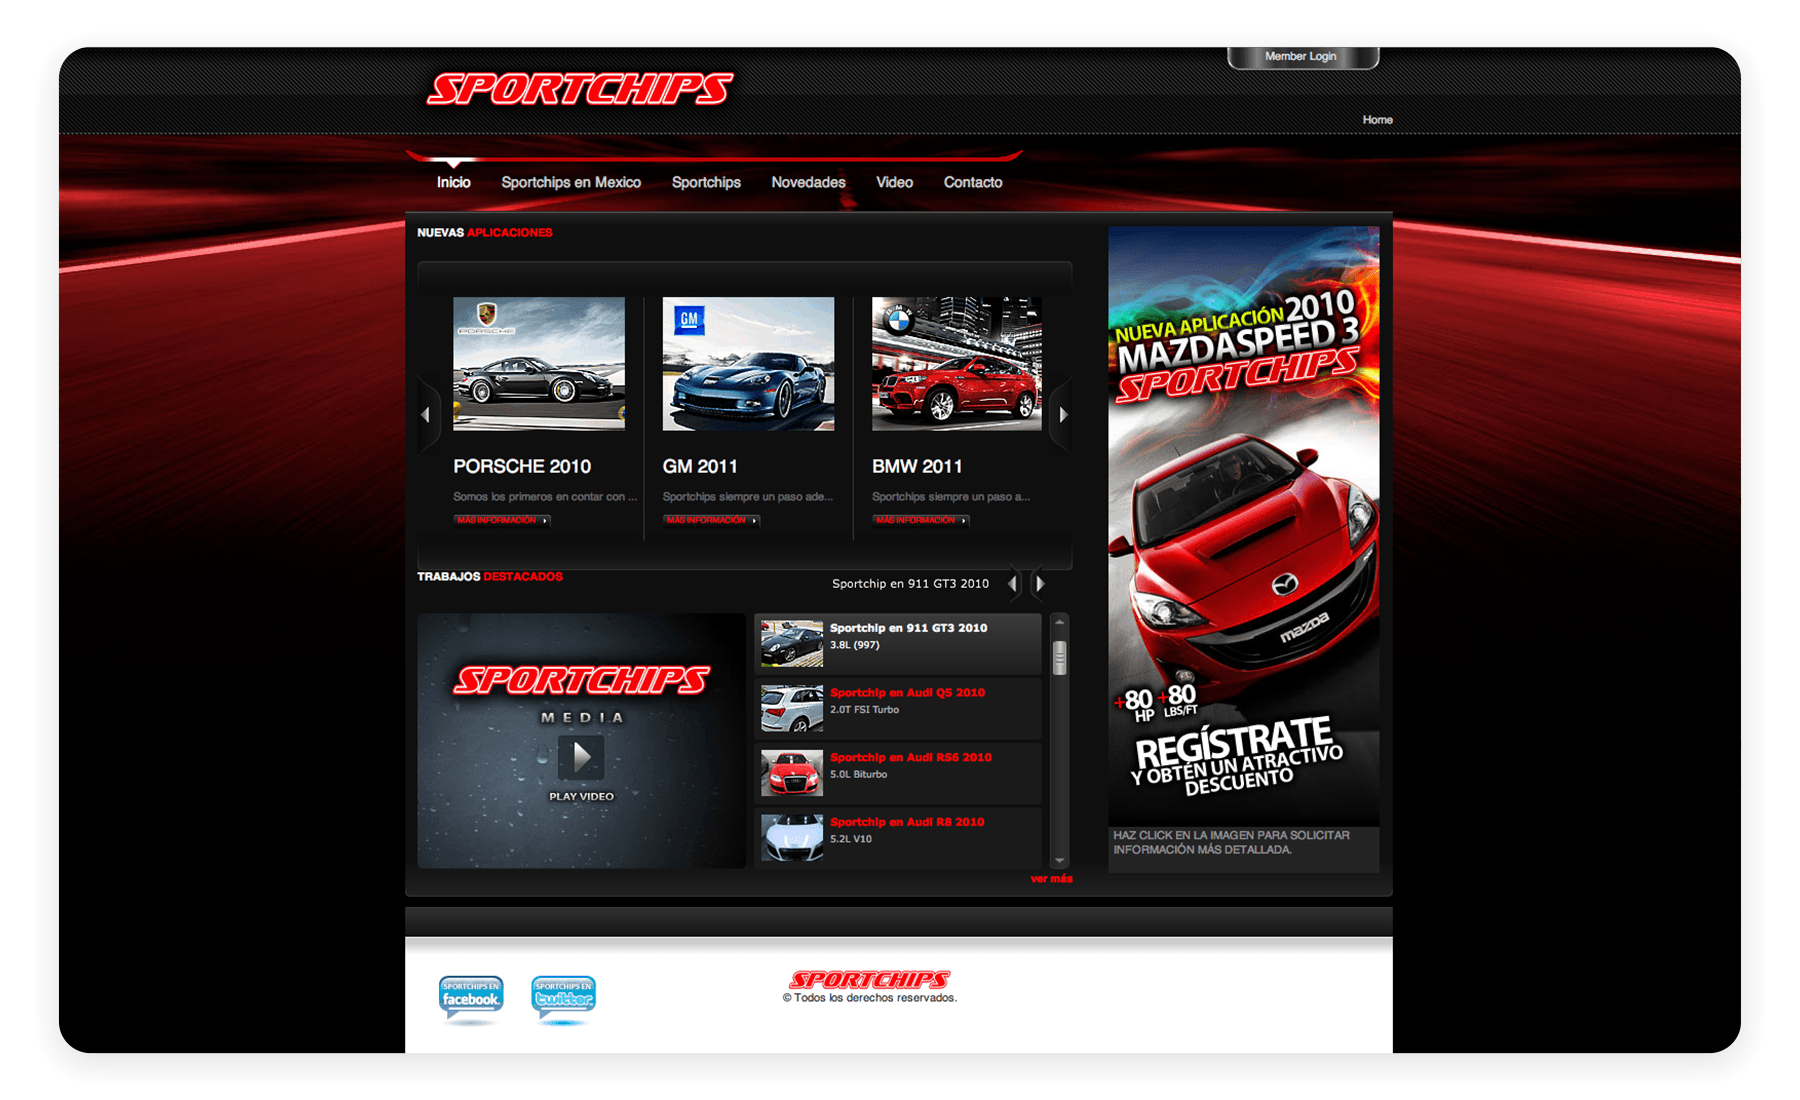 Member Login
SPORTCHIPS
Home
Inicio
Sportchips en Mexico
Sportchips
Novedades
Video
Contacto
NUEVAS APLICACIONES
PORSCHE
GM
BMW
PORSCHE 2010
Somos los primeros en contar con ...
MÁS INFORMACIÓN
GM 2011
Sportchips siempre un paso ade...
MÁS INFORMACIÓN
BMW 2011
Sportchips siempre un paso a...
MÁS INFORMACIÓN
NUEVA APLICACIÓN 2010
MAZDASPEED 3
SPORTCHIPS
mazda
+80 HP
+80 LBS/FT
REGÍSTRATE
Y OBTÉN UN ATRACTIVO
DESCUENTO
HAZ CLICK EN LA IMAGEN PARA SOLICITAR
INFORMACIÓN MÁS DETALLADA.
TRABAJOS DESTACADOS
Sportchip en 911 GT3 2010
SPORTCHIPS
MEDIA
PLAY VIDEO
Sportchip en 911 GT3 2010
3.8L (997)
Sportchip en Audi Q5 2010
2.0T FSI Turbo
Sportchip en Audi RS6 2010
5.0L Biturbo
Sportchip en Audi R8 2010
5.2L V10
ver más
SPORTCHIPS EN
facebook.
SPORTCHIPS EN
twitter
SPORTCHIPS
© Todos los derechos reservados.